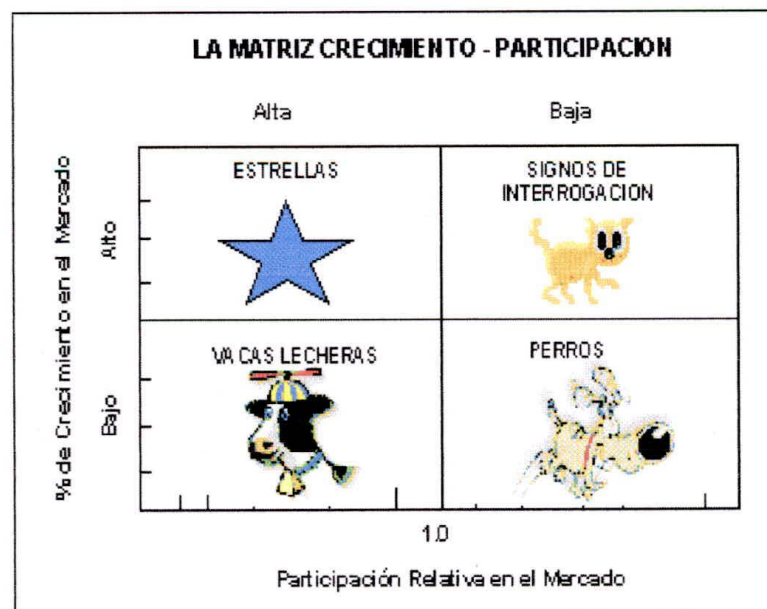 LA MATRIZ CRECIMIENTO - PARTICIPACION
Alta
Baja
% de Crecimiento en el Mercado
Alto
Bajo
ESTRELLAS
SIGNOS DE
INTERROGACION
VACAS LECHERAS
PERROS
1.0
Participación Relativa en el Mercado